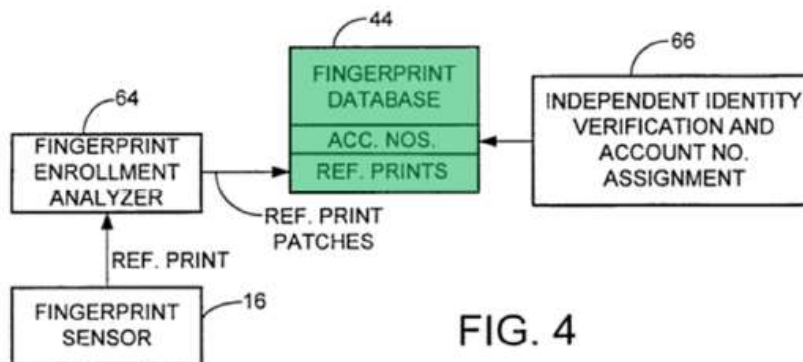 44
FINGERPRINT
DATABASE
ACC. NOS.
REF. PRINTS
66
INDEPENDENT IDENTITY
VERIFICATION AND
ACCOUNT NO.
ASSIGNMENT
64
FINGERPRINT
ENROLLMENT
ANALYZER
REF. PRINT
PATCHES
REF. PRINT
16
FINGERPRINT
SENSOR
FIG. 4